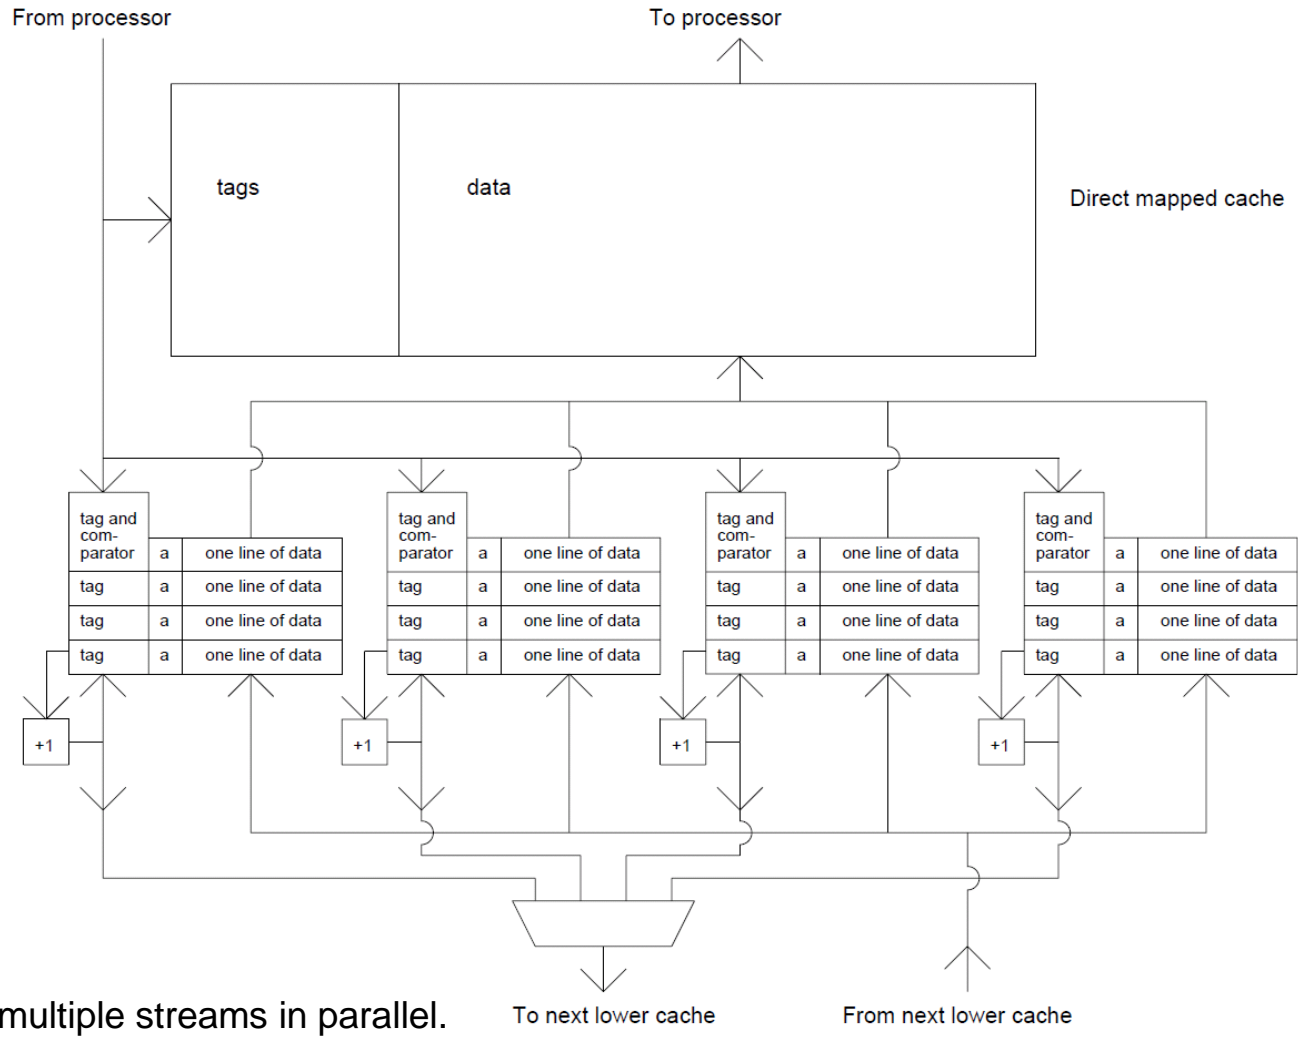 From processor
To processor
tags
data
Direct mapped cache
tag and
com-
parator
a
one line of data
tag
a
one line of data
tag
a
one line of data
tag
a
one line of data
+1
tag and
com-
parator
a
one line of data
tag
a
one line of data
tag
a
one line of data
tag
a
one line of data
+1
tag and
com-
parator
a
one line of data
tag
a
one line of data
tag
a
one line of data
tag
a
one line of data
+1
tag and
com-
parator
a
one line of data
tag
a
one line of data
tag
a
one line of data
tag
a
one line of data
+1
multiple streams in parallel.
To next lower cache
From next lower cache